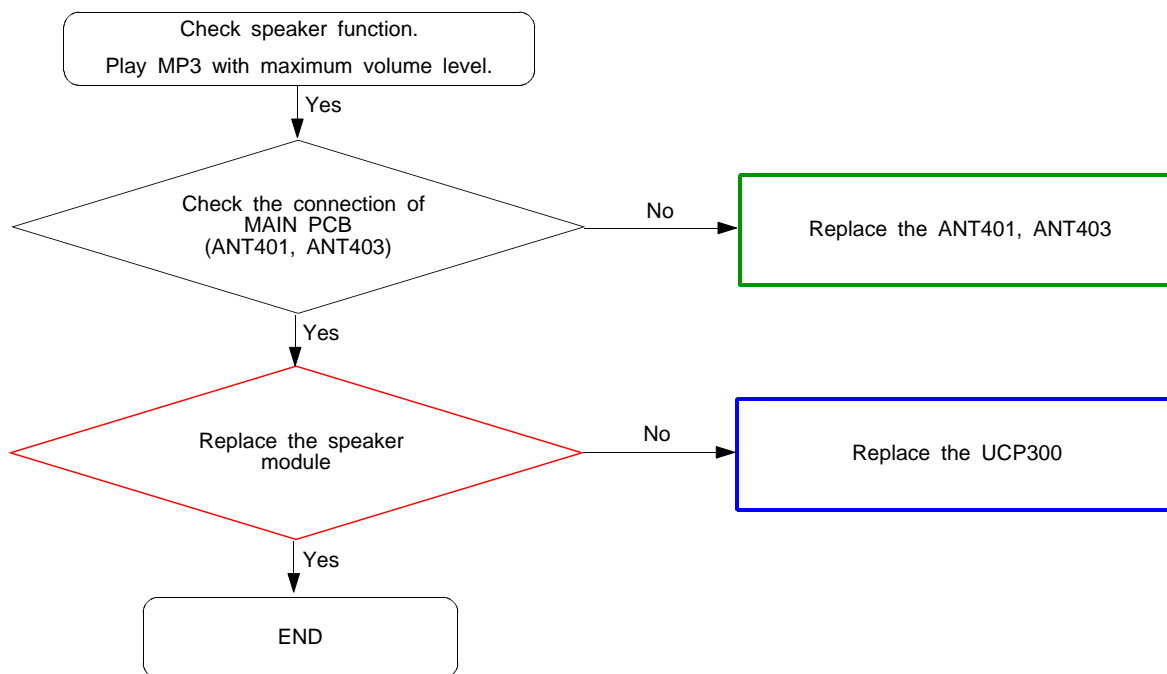 Check speaker function.
Play MP3 with maximum volume level.
Yes
Check the connection of
MAIN PCB
(ANT401, ANT403)
No
Replace the ANT401, ANT403
Yes
Replace the speaker
module
No
Replace the UCP300
Yes
END